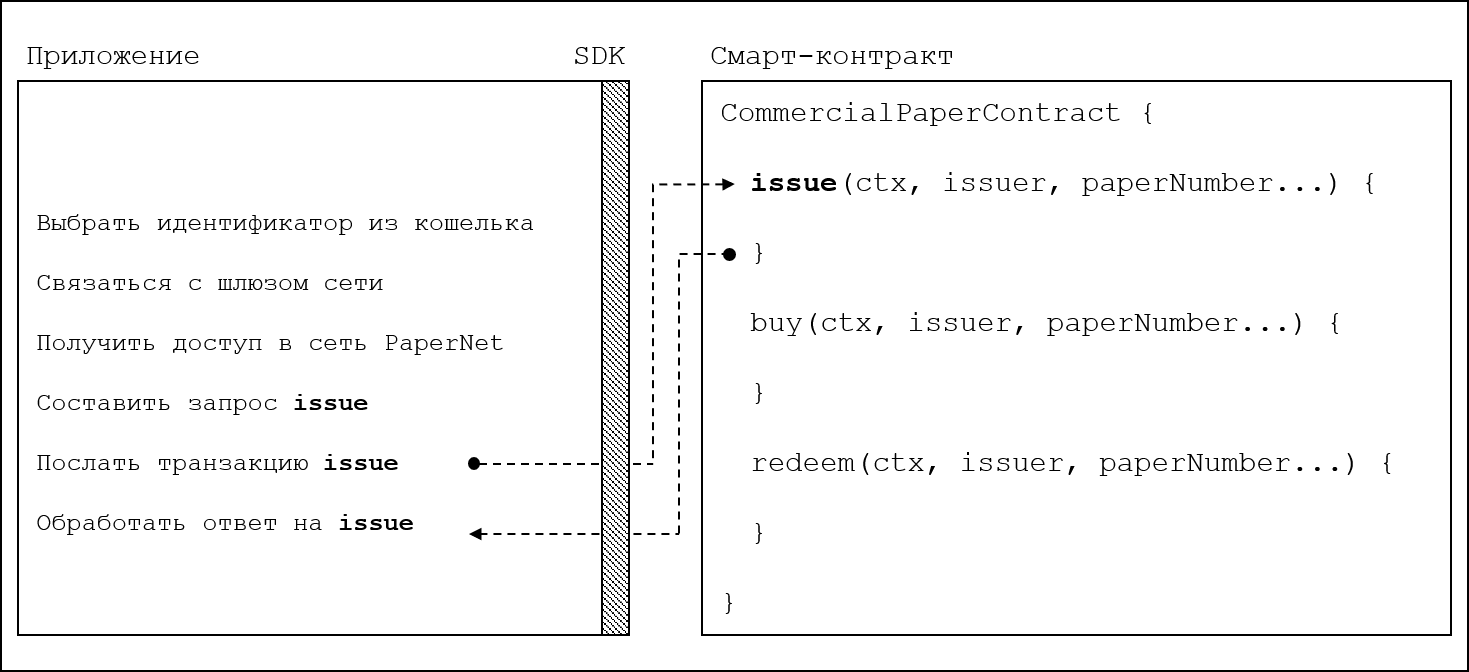 Приложение
SDK
Выбрать идентификатор из кошелька
Связаться с шлюзом сети
Получить доступ в сеть PaperNet
Составить запрос issue
Послать транзакцию issue
Обработать ответ на issue
Смарт-контракт
CommercialPaperContract {
issue(ctx, issuer, paperNumber...) {
}
buy(ctx, issuer, paperNumber...) {
}
redeem(ctx, issuer, paperNumber...) {
}
}